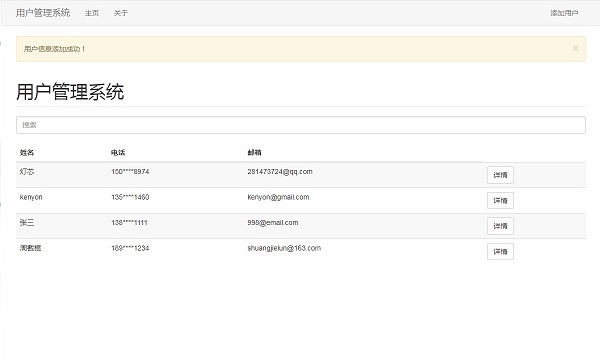 用户管理系统 主页 关于 添加用户
用户信息添加成功！ ×
用户管理系统
搜索
姓名 电话 邮箱
灯芯 150****8974 281473724@qq.com 详情
kenyon 135****1460 kenyon@gmail.com 详情
张三 138****1111 998@email.com 详情
189****1234 shuangjielun@163.com 详情